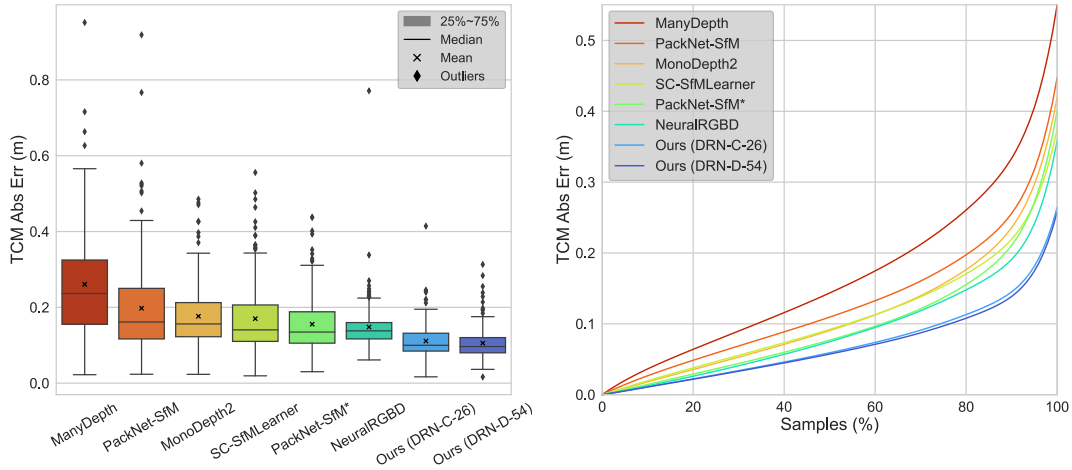 25%~75%
Median
Mean
Outliers
TCM Abs Err (m)
0.8
0.6
0.4
0.2
0.0
ManyDepth
PackNet-SfM
MonoDepth2
SC-SfMLearner
PackNet-SfM*
NeuralRGBD
Ours (DRN-C-26)
Ours (DRN-D-54)
ManyDepth
PackNet-SfM
MonoDepth2
SC-SfMLearner
PackNet-SfM*
NeuralRGBD
Ours (DRN-C-26)
Ours (DRN-D-54)
TCM Abs Err (m)
0.5
0.4
0.3
0.2
0.1
0.0
0 20 40 60 80 100
Samples (%)